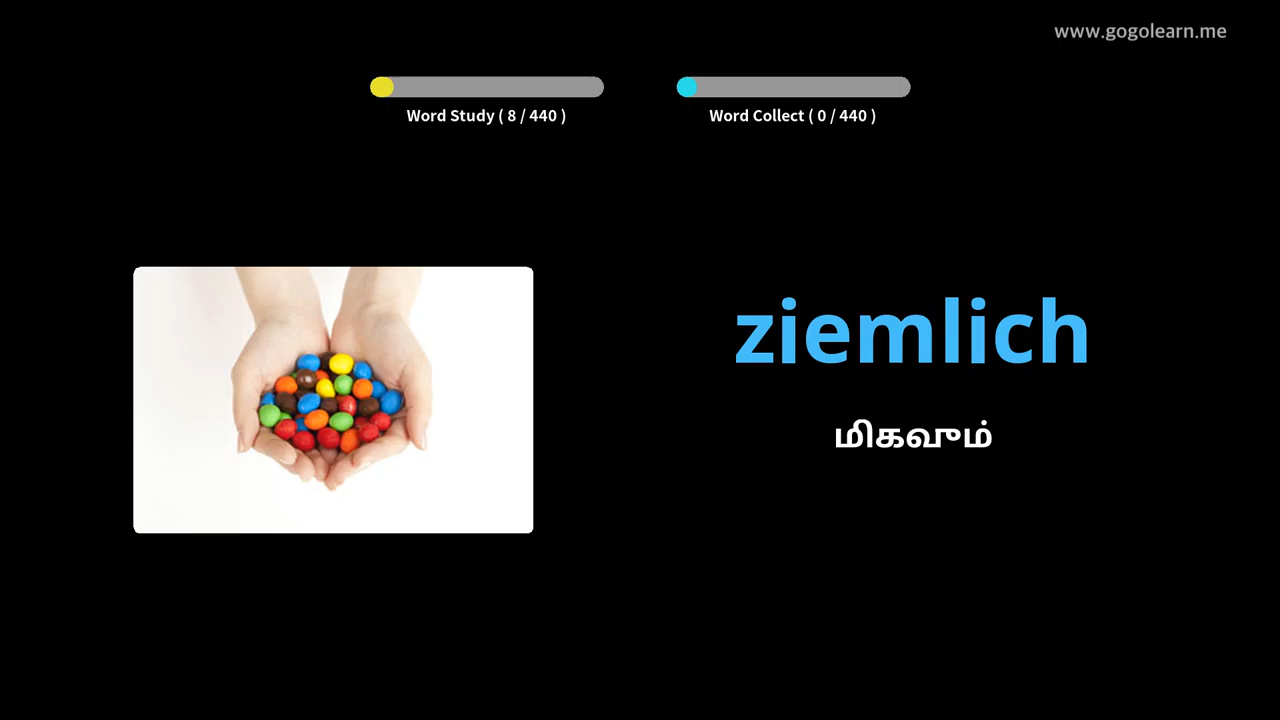 www.gogolearn.me
Word Study ( 8 / 440 )
Word Collect ( 0 / 440 )
ziemlich
மிகவும்